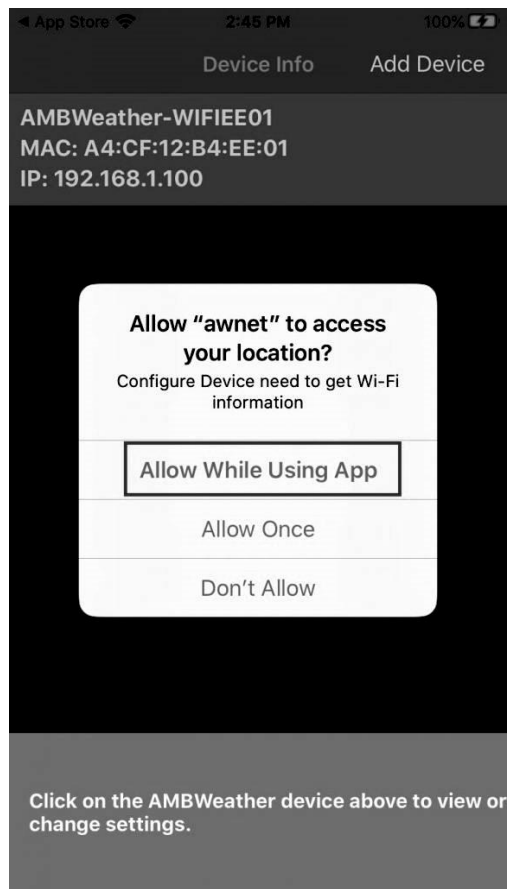 ◀ App Store 2:45 PM 100%
Device Info Add Device
AMBWeather-WIFIEE01
MAC: A4:CF:12:B4:EE:01
IP: 192.168.1.100
Allow “awnet” to access
your location?
Configure Device need to get Wi-Fi
information
Allow While Using App
Allow Once
Don’t Allow
Click on the AMBWeather device above to view or
change settings.